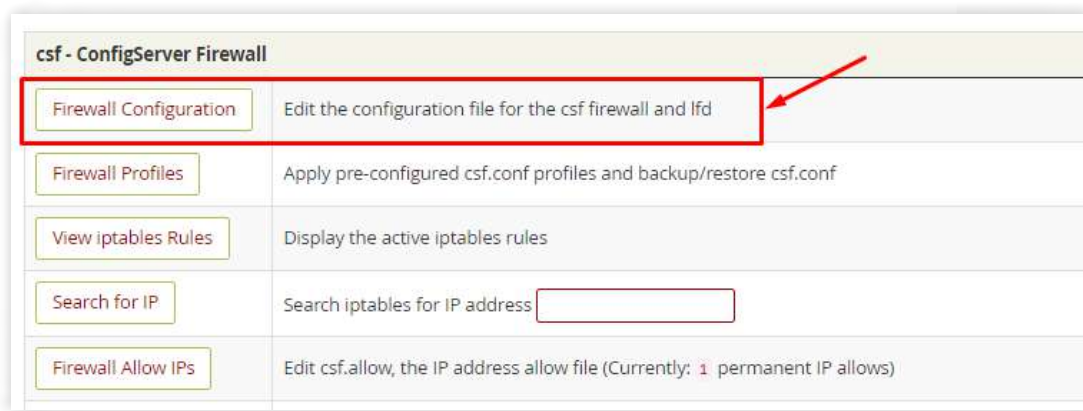 csf - ConfigServer Firewall
Firewall Configuration Edit the configuration file for the csf firewall and lfd
Firewall Profiles Apply pre-configured csf.conf profiles and backup/restore csf.conf
View iptables Rules Display the active iptables rules
Search for IP Search iptables for IP address
Firewall Allow IPs Edit csf.allow, the IP address allow file (Currently: 1 permanent IP allows)